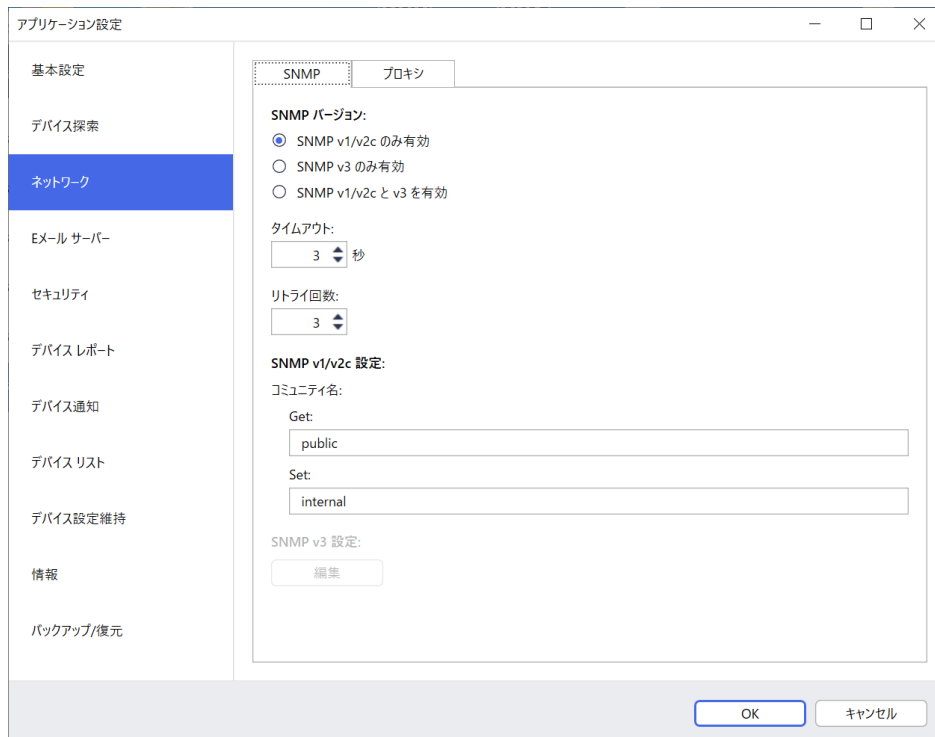 アプリケーション設定
基本設定
デバイス探索
ネットワーク
Eメール サーバー
セキュリティ
デバイス レポート
デバイス通知
デバイス リスト
デバイス設定維持
情報
バックアップ/復元
SNMP
プロキシ
SNMP バージョン:
SNMP v1/v2c のみ有効
SNMP v3 のみ有効
SNMP v1/v2c と v3 を有効
タイムアウト:
3 秒
リトライ回数:
3
SNMP v1/v2c 設定:
コミュニティ名:
Get:
public
Set:
internal
SNMP v3 設定:
編集
OK
キャンセル